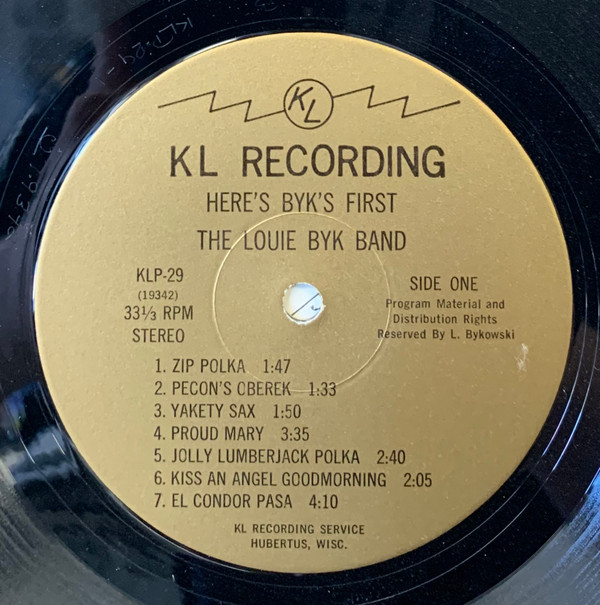 KL
KL RECORDING
HERE'S BYK'S FIRST
THE LOUIE BYK BAND
KLP-29
(19342)
33⅓ RPM
STEREO
SIDE ONE
Program Material and
Distribution Rights
Reserved By L. Bykowski
1. ZIP POLKA 1:47
2. PECON'S OBEREK 1:33
3. YAKETY SAX 1:50
4. PROUD MARY 3:35
5. JOLLY LUMBERJACK POLKA 2:40
6. KISS AN ANGEL GOODMORNING 2:05
7. EL CONDOR PASA 4:10
KL RECORDING SERVICE
HUBERTUS, WISC.